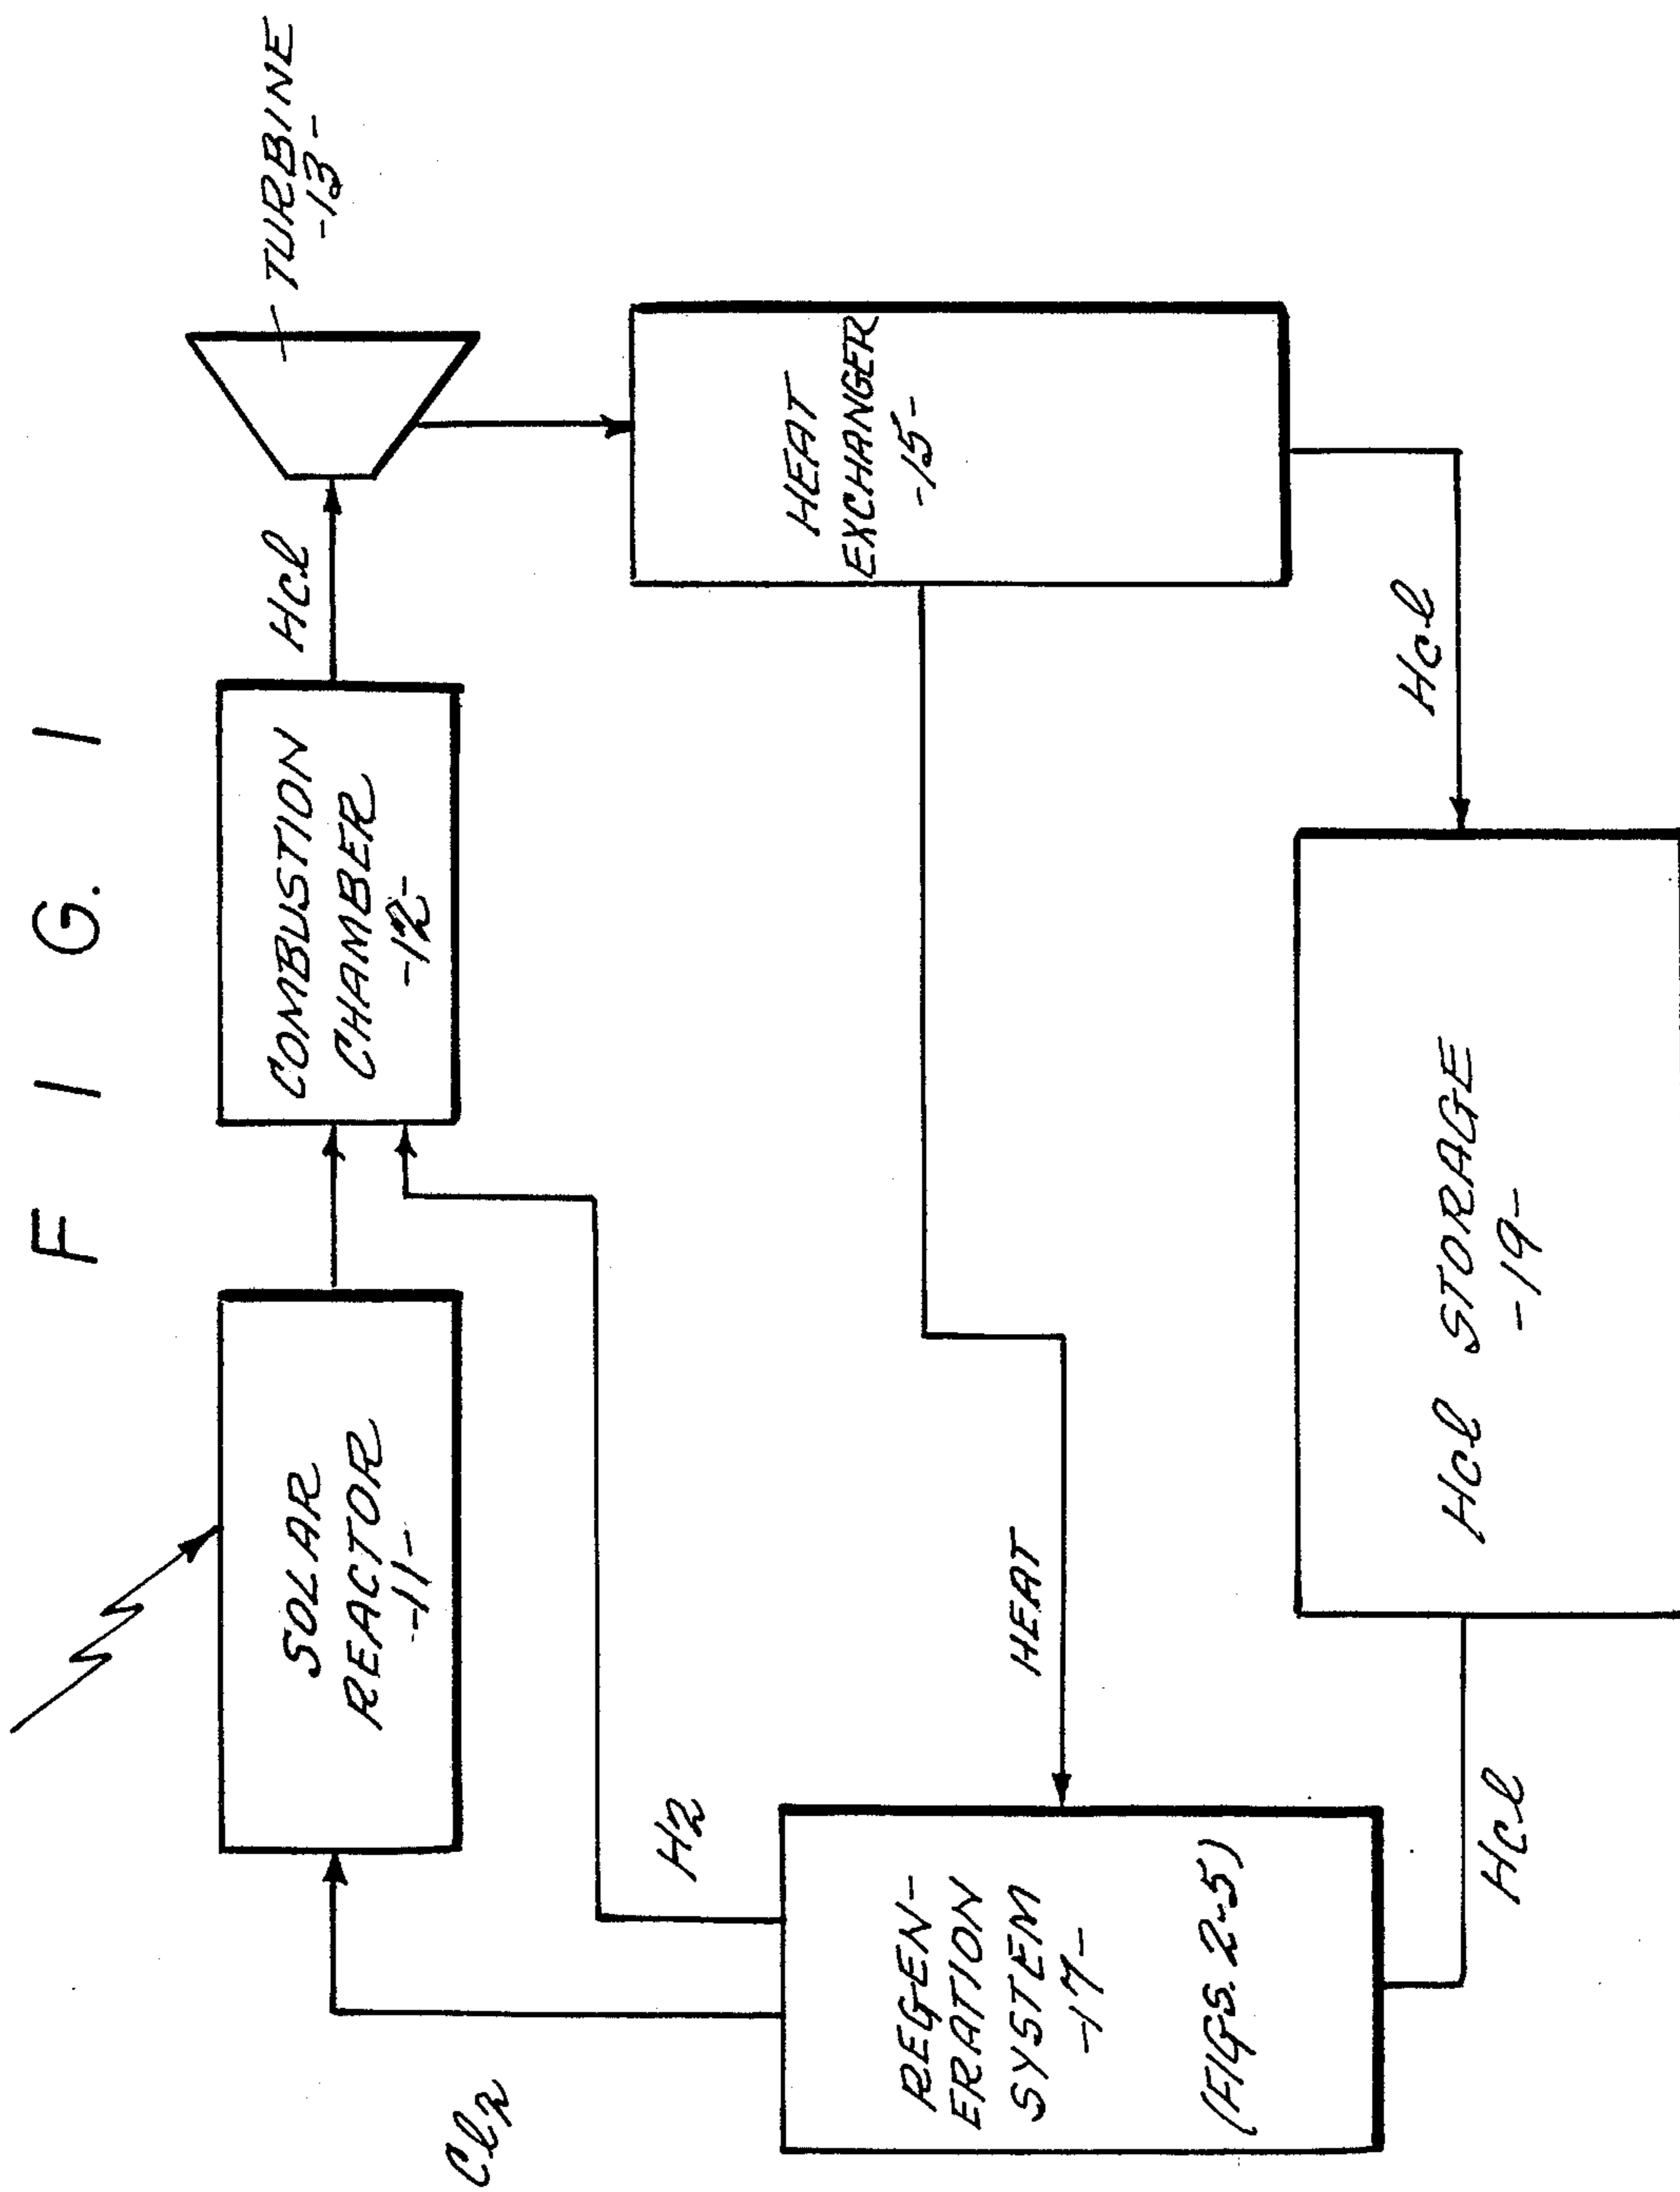 FIG. 1
SOLAR
REACTOR
-11-
COMBUSTION
CHAMBER
-12-
HCl
TURBINE
-13-
Cl2
H2
HEAT
EXCHANGER
-15-
REGEN-
ERATION
SYSTEM
-17-
(FIGS. 2-5)
HEAT
HCl
HCl STORAGE
-19-
HCl